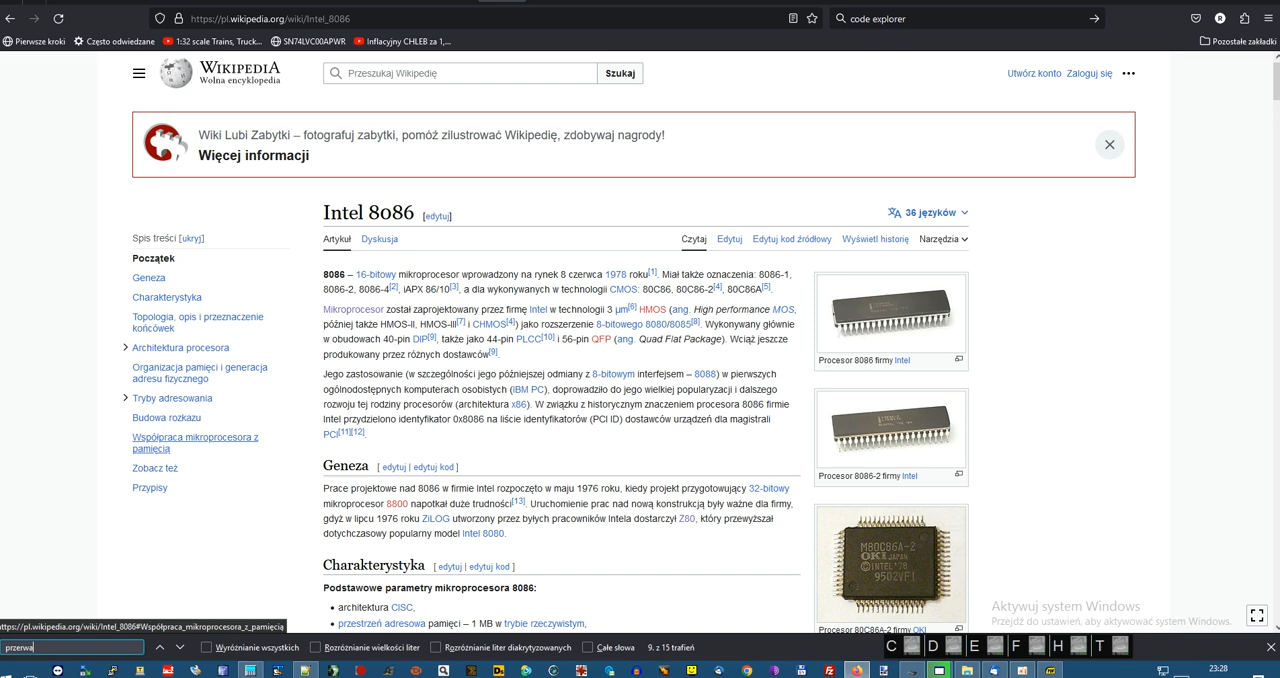 https://pl.wikipedia.org/wiki/Intel_8086
code explorer
Pierwsze kroki
Często odwiedzane
1:32 scale Trains, Truck...
SN74LVC00APWR
Inflacyjny CHLEB za 1,...
Pozostałe zakładki
WIKIPEDIA
Wolna encyklopedia
Przeszukaj Wikipedię
Szukaj
Utwórz konto Zaloguj się
Wiki Lubi Zabytki – fotografuj zabytki, pomóż zilustrować Wikipedię, zdobywaj nagrody!
Więcej informacji
Intel 8086 [edytuj]
36 języków
Artykuł Dyskusja
Czytaj Edytuj Edytuj kod źródłowy Wyświetl historię Narzędzia
Spis treści [ukryj]
Początek
Geneza
Charakterystyka
Topologia, opis i przeznaczenie
końcówek
Architektura procesora
Organizacja pamięci i generacja
adresu fizycznego
Tryby adresowania
Budowa rozkazu
Współpraca mikroprocesora z
pamięcią
Zobacz też
Przypisy
8086 – 16-bitowy mikroprocesor wprowadzony na rynek 8 czerwca 1978 roku[1]. Miał także oznaczenia: 8086-1,
8086-2, 8086-4[2], iAPX 86/10[3], a dla wykonywanych w technologii CMOS: 80C86, 80C86-2[4], 80C86A[5].
Mikroprocesor został zaprojektowany przez firmę Intel w technologii 3 μm[6] HMOS (ang. High performance MOS,
później także HMOS-II, HMOS-III[7] i CHMOS[4]) jako rozszerzenie 8-bitowego 8080/8085[8]. Wykonywany głównie
w obudowach 40-pin DIP[9], także jako 44-pin PLCC[10] i 56-pin QFP (ang. Quad Flat Package). Wciąż jeszcze
produkowany przez różnych dostawców[9].
Jego zastosowanie (w szczególności jego późniejszej odmiany z 8-bitowym interfejsem – 8088) w pierwszych
ogólnodostępnych komputerach osobistych (IBM PC), doprowadziło do jego wielkiej popularyzacji i dalszego
rozwoju tej rodziny procesorów (architektura x86). W związku z historycznym znaczeniem procesora 8086 firmie
Intel przydzielono identyfikator 0x8086 na liście identyfikatorów (PCI ID) dostawców urządzeń dla magistrali
PCI[11][12].
Geneza [ edytuj | edytuj kod ]
Prace projektowe nad 8086 w firmie Intel rozpoczęto w maju 1976 roku, kiedy projekt przygotowujący 32-bitowy
mikroprocesor 8800 napotkał duże trudności[13]. Uruchomienie prac nad nową konstrukcją były ważne dla firmy,
gdyż w lipcu 1976 roku ZiLOG utworzony przez byłych pracowników Intela dostarczył Z80, który przewyższał
dotychczasowy popularny model Intel 8080.
Charakterystyka [ edytuj | edytuj kod ]
Podstawowe parametry mikroprocesora 8086:
• architektura CISC,
• przestrzeń adresowa pamięci – 1 MB w trybie rzeczywistym,
Procesor 8086 firmy Intel
Procesor 8086-2 firmy Intel
M80C86A-2
OKI JAPAN
©INTEL'78
9502VFI
Procesor 80C86A-2 firmy OKI
Aktywuj system Windows
Przejdź do ustawień, aby aktywować system Windows.
ttps://pl.wikipedia.org/wiki/Intel_8086#Współpraca_mikroprocesora_z_pamięcią
przerwa
Wyróżnianie wszystkich
Rozróżnianie wielkości liter
Rozróżnianie liter diakrytyzowanych
Całe słowa
9. z 15 trafień
C D E F H T
23:28